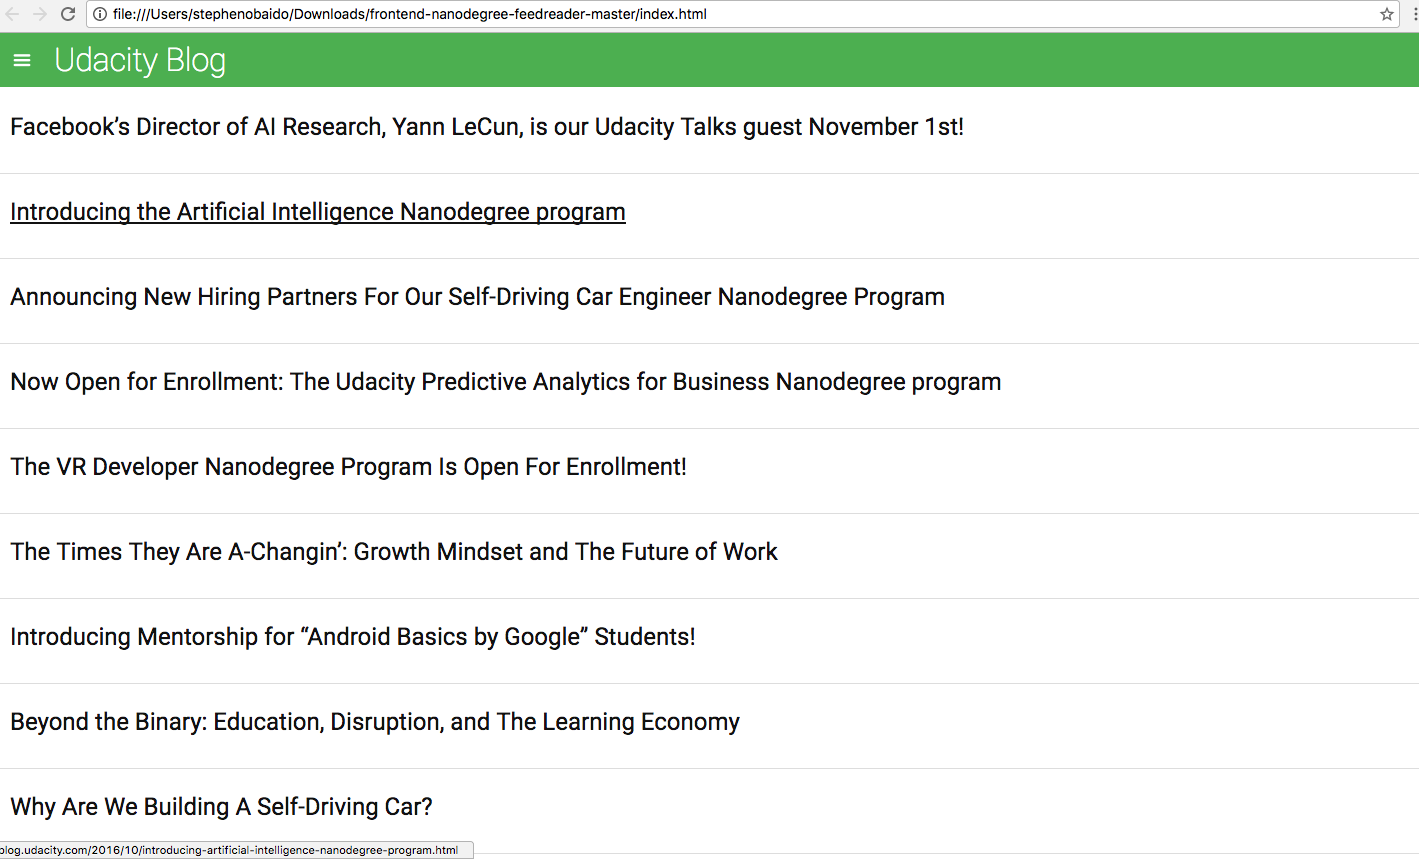 file:///Users/stephenobaido/Downloads/frontend-nanodegree-feedreader-master/index.html
Udacity Blog
Facebook’s Director of AI Research, Yann LeCun, is our Udacity Talks guest November 1st!
Introducing the Artificial Intelligence Nanodegree program
Announcing New Hiring Partners For Our Self-Driving Car Engineer Nanodegree Program
Now Open for Enrollment: The Udacity Predictive Analytics for Business Nanodegree program
The VR Developer Nanodegree Program Is Open For Enrollment!
The Times They Are A-Changin’: Growth Mindset and The Future of Work
Introducing Mentorship for “Android Basics by Google” Students!
Beyond the Binary: Education, Disruption, and The Learning Economy
Why Are We Building A Self-Driving Car?
blog.udacity.com/2016/10/introducing-artificial-intelligence-nanodegree-program.html